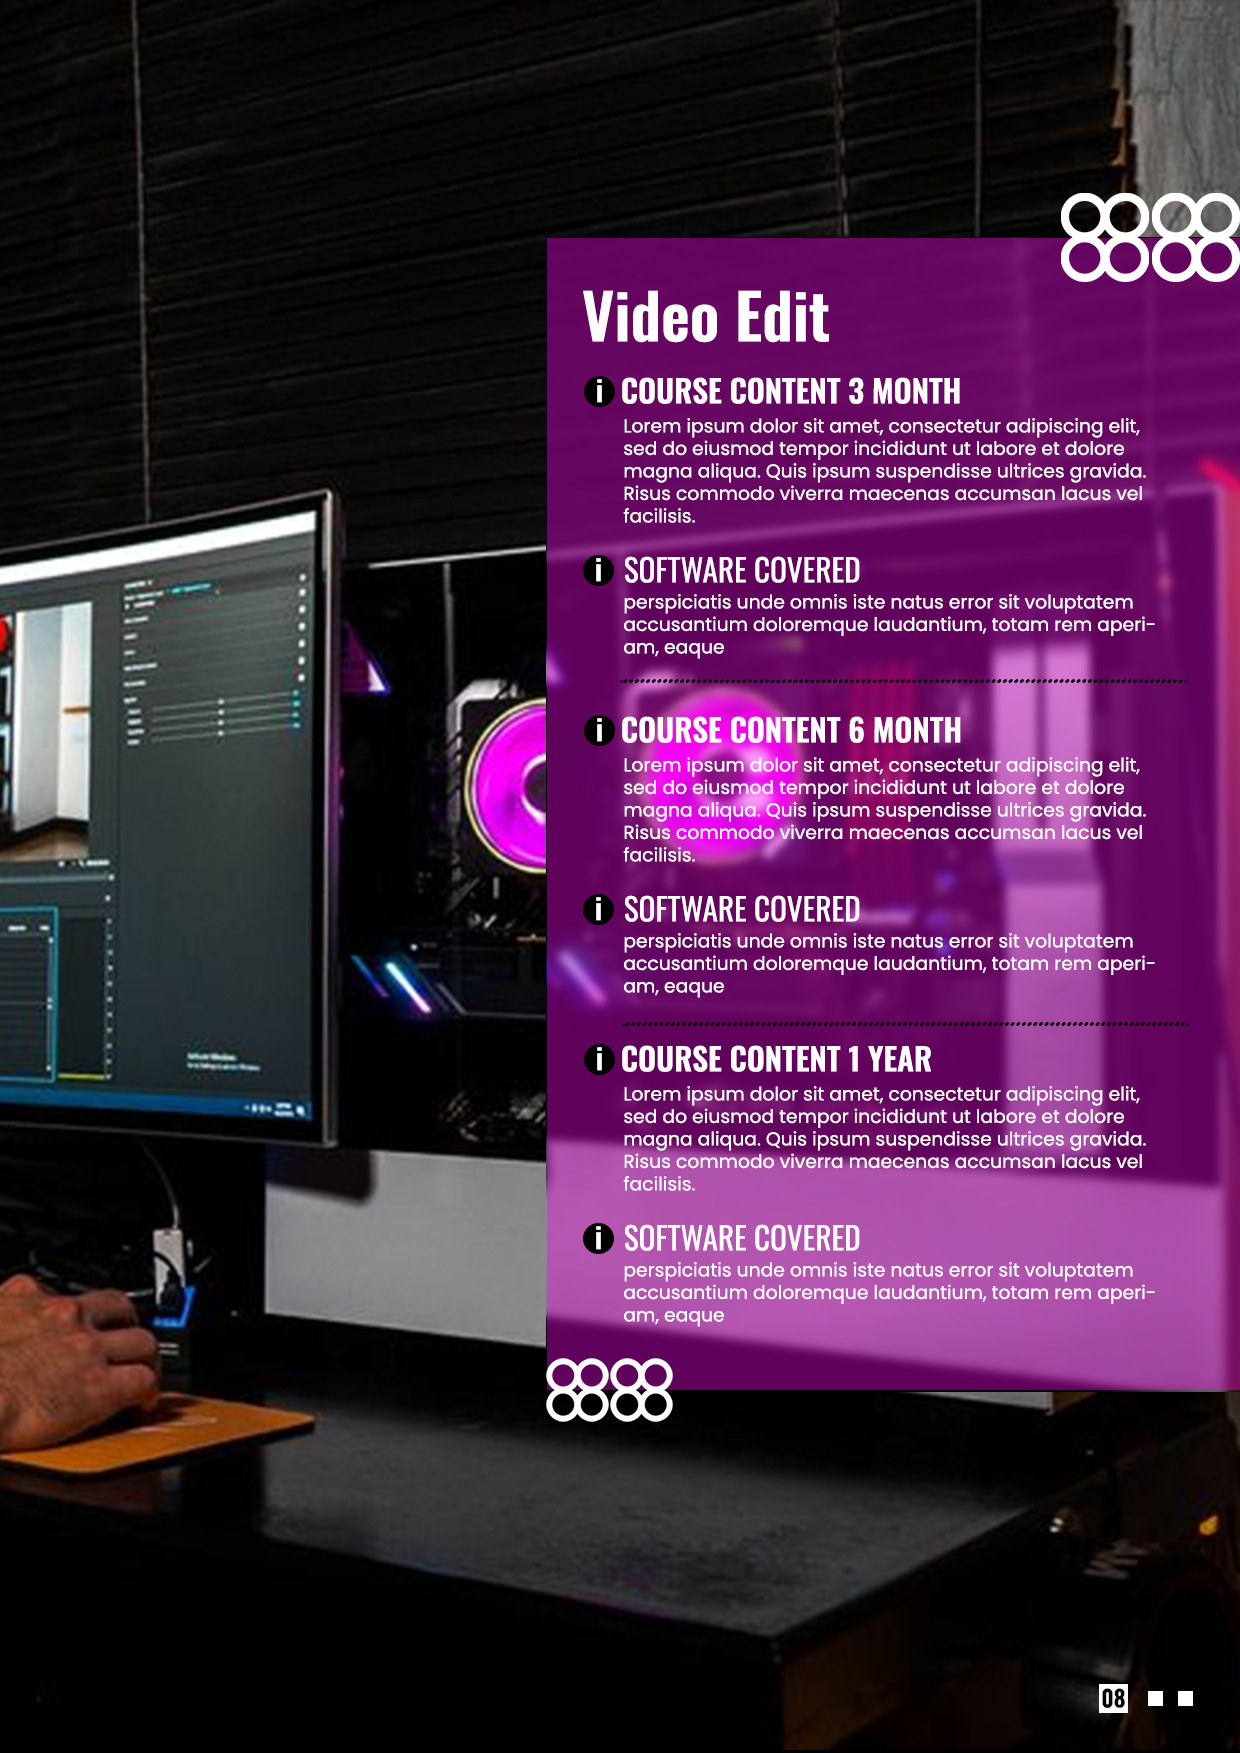 Video Edit
i COURSE CONTENT 3 MONTH
Lorem ipsum dolor sit amet, consectetur adipiscing elit,
sed do eiusmod tempor incididunt ut labore et dolore
magna aliqua. Quis ipsum suspendisse ultrices gravida.
Risus commodo viverra maecenas accumsan lacus vel
facilisis.
i SOFTWARE COVERED
perspiciatis unde omnis iste natus error sit voluptatem
accusantium doloremque laudantium, totam rem aperi-
am, eaque
i COURSE CONTENT 6 MONTH
Lorem ipsum dolor sit amet, consectetur adipiscing elit,
sed do eiusmod tempor incididunt ut labore et dolore
magna aliqua. Quis ipsum suspendisse ultrices gravida.
Risus commodo viverra maecenas accumsan lacus vel
facilisis.
i SOFTWARE COVERED
perspiciatis unde omnis iste natus error sit voluptatem
accusantium doloremque laudantium, totam rem aperi-
am, eaque
i COURSE CONTENT 1 YEAR
Lorem ipsum dolor sit amet, consectetur adipiscing elit,
sed do eiusmod tempor incididunt ut labore et dolore
magna aliqua. Quis ipsum suspendisse ultrices gravida.
Risus commodo viverra maecenas accumsan lacus vel
facilisis.
i SOFTWARE COVERED
perspiciatis unde omnis iste natus error sit voluptatem
accusantium doloremque laudantium, totam rem aperi-
am, eaque
08